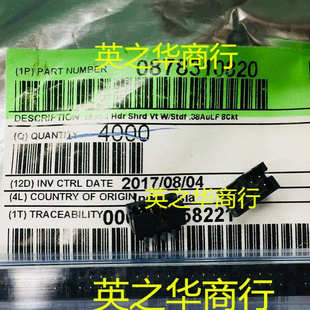 英之华商行
(1P) PART NUMBER 0878310820
DESCRIPTION Hdr Shrd Vt W/Stdf .38AuLF 8Ckt
(Q) QUANTITY 4000
英之华商行
(12D) INV CTRL DATE 2017/08/04
(4L) COUNTRY OF ORIGIN
(1T) TRACEABILITY 58221
英之华商行